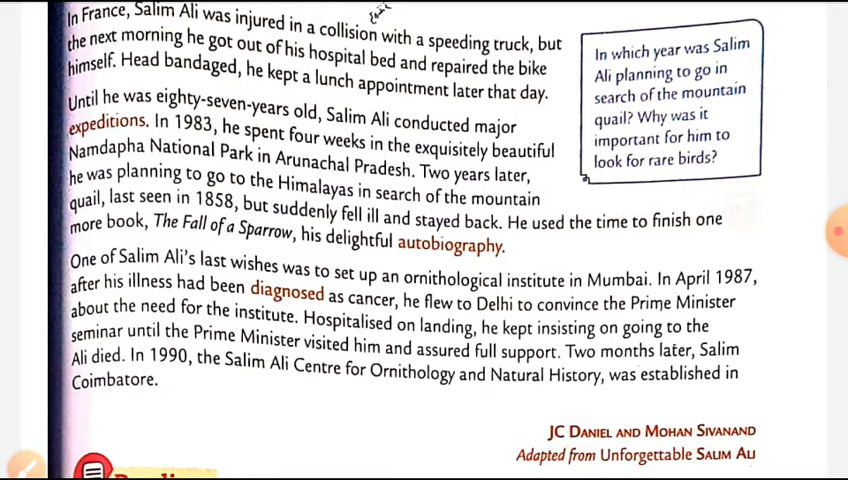 In France, Salim Ali was injured in a collision with a speeding truck, but
the next morning he got out of his hospital bed and repaired the bike
himself. Head bandaged, he kept a lunch appointment later that day.
Until he was eighty-seven-years old, Salim Ali conducted major
expeditions. In 1983, he spent four weeks in the exquisitely beautiful
Namdapha National Park in Arunachal Pradesh. Two years later,
he was planning to go to the Himalayas in search of the mountain
quail, last seen in 1858, but suddenly fell ill and stayed back. He used the time to finish one
more book, The Fall of a Sparrow, his delightful autobiography.
One of Salim Ali's last wishes was to set up an ornithological institute in Mumbai. In April 1987,
after his illness had been diagnosed as cancer, he flew to Delhi to convince the Prime Minister
about the need for the institute. Hospitalised on landing, he kept insisting on going to the
seminar until the Prime Minister visited him and assured full support. Two months later, Salim
Ali died. In 1990, the Salim Ali Centre for Ornithology and Natural History, was established in
Coimbatore.
In which year was Salim
Ali planning to go in
search of the mountain
quail? Why was it
important for him to
look for rare birds?
JC DANIEL AND MOHAN SIVANAND
Adapted from Unforgettable SALIM ALI